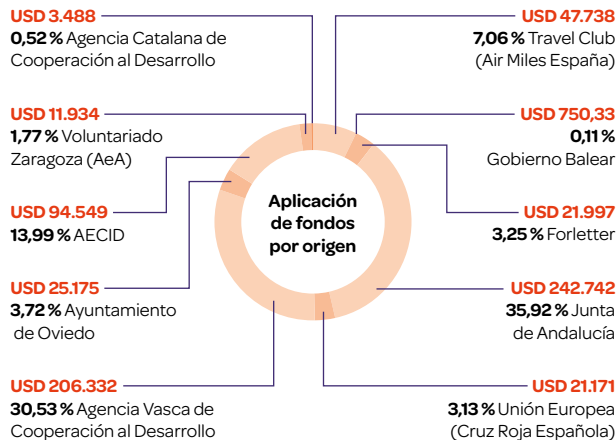 USD 3.488
0,52 % Agencia Catalana de
Cooperación al Desarrollo
USD 11.934
1,77 % Voluntariado
Zaragoza (AeA)
USD 94.549
13,99 % AECID
USD 25.175
3,72 % Ayuntamiento
de Oviedo
USD 206.332
30,53 % Agencia Vasca de
Cooperación al Desarrollo
Aplicación
de fondos
por origen
USD 47.738
7,06 % Travel Club
(Air Miles España)
USD 750,33
0,11 %
Gobierno Balear
USD 21.997
3,25 % Forletter
USD 242.742
35,92 % Junta
de Andalucía
USD 21.171
3,13 % Unión Europea
(Cruz Roja Española)